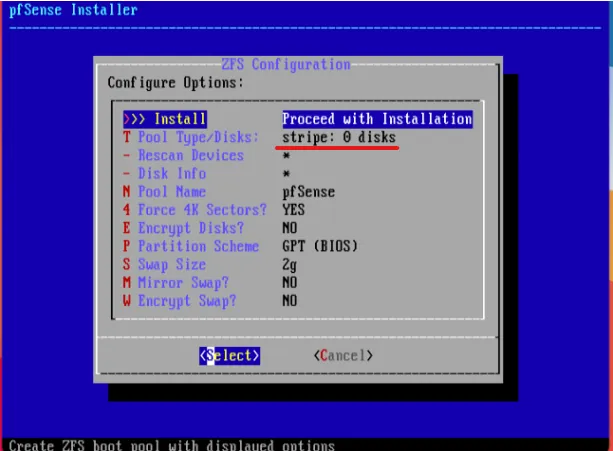 pfSense Installer
ZFS Configuration
Configure Options:
>>> Install Proceed with Installation
T Pool Type/Disks: stripe: 0 disks
- Rescan Devices *
- Disk Info *
N Pool Name pfSense
4 Force 4K Sectors? YES
E Encrypt Disks? NO
P Partition Scheme GPT (BIOS)
S Swap Size 2g
M Mirror Swap? NO
W Encrypt Swap? NO
<Select> <Cancel>
Create ZFS boot pool with displayed options